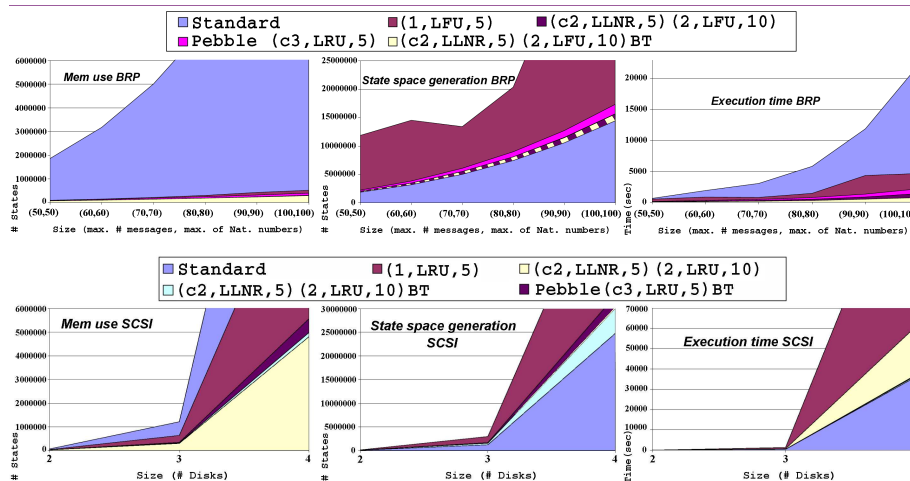 Standard (1,LFU,5) (c2,LLNR,5)(2,LFU,10)
Pebble (c3,LRU,5) (c2,LLNR,5)(2,LFU,10)BT
Mem use BRP
6000000
5000000
4000000
3000000
2000000
1000000
0
# States
(50,50) (60,60) (70,70) (80,80) (90,90) (100,100)
Size (max. # messages, max. of Nat. numbers)
State space generation BRP
25000000
20000000
15000000
10000000
5000000
0
# States
(50,50) (60,60) (70,70) (80,80) (90,90) (100,100)
Size (max. # messages, max. of Nat. numbers)
Execution time BRP
20000
15000
10000
5000
0
Time(sec)
(50,50) (60,60) (70,70) (80,80) (90,90) (100,100)
Size (max. # messages, max. of Nat. numbers)
Standard (1,LRU,5) (c2,LLNR,5)(2,LRU,10)
(c2,LLNR,5)(2,LRU,10)BT Pebble(c3,LRU,5)BT
Mem use SCSI
6000000
5000000
4000000
3000000
2000000
1000000
0
# States
2 3 4
Size (# Disks)
State space generation
SCSI
30000000
25000000
20000000
15000000
10000000
5000000
0
# States
2 3 4
Size (# Disks)
Execution time SCSI
70000
60000
50000
40000
30000
20000
10000
0
Time(sec)
2 3
Size (# Disks)